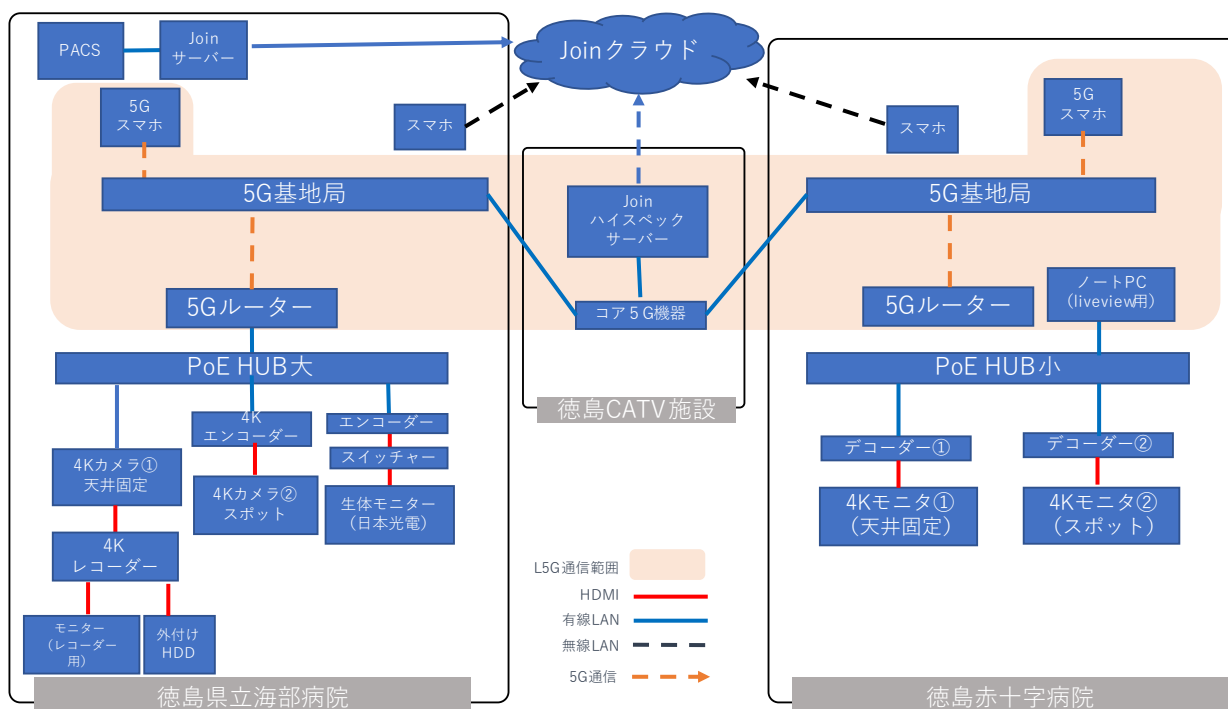 PACS
Join
サーバー
Joinクラウド
5G
スマホ
スマホ
スマホ
5G
スマホ
5G基地局
Join
ハイスペック
サーバー
5G基地局
5Gルーター
コア５G機器
5Gルーター
ノートPC
(liveview用)
PoE HUB大
PoE HUB小
徳島CATV施設
4K
エンコーダー
エンコーダー
スイッチャー
4Kカメラ①
天井固定
4Kカメラ②
スポット
生体モニター
（日本光電）
デコーダー①
デコーダー②
4Kモニタ①
（天井固定）
4Kモニタ②
（スポット）
4K
レコーダー
モニター
（レコーダー
用）
外付け
HDD
L5G通信範囲
HDMI
有線LAN
無線LAN
5G通信
徳島県立海部病院
徳島赤十字病院